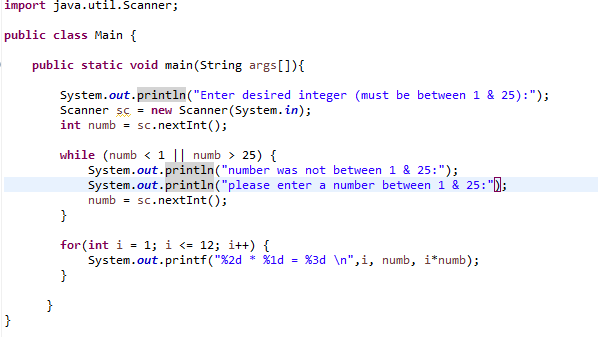 import java.util.Scanner;
public class Main {
public static void main(String args[]){
System.out.println("Enter desired integer (must be between 1 & 25):");
Scanner sc = new Scanner(System.in);
int numb = sc.nextInt();
while (numb < 1 || numb > 25) {
System.out.println("number was not between 1 & 25:");
System.out.println("please enter a number between 1 & 25:");
numb = sc.nextInt();
}
for(int i = 1; i <= 12; i++) {
System.out.printf("%2d * %1d = %3d \n",i, numb, i*numb);
}
}
}